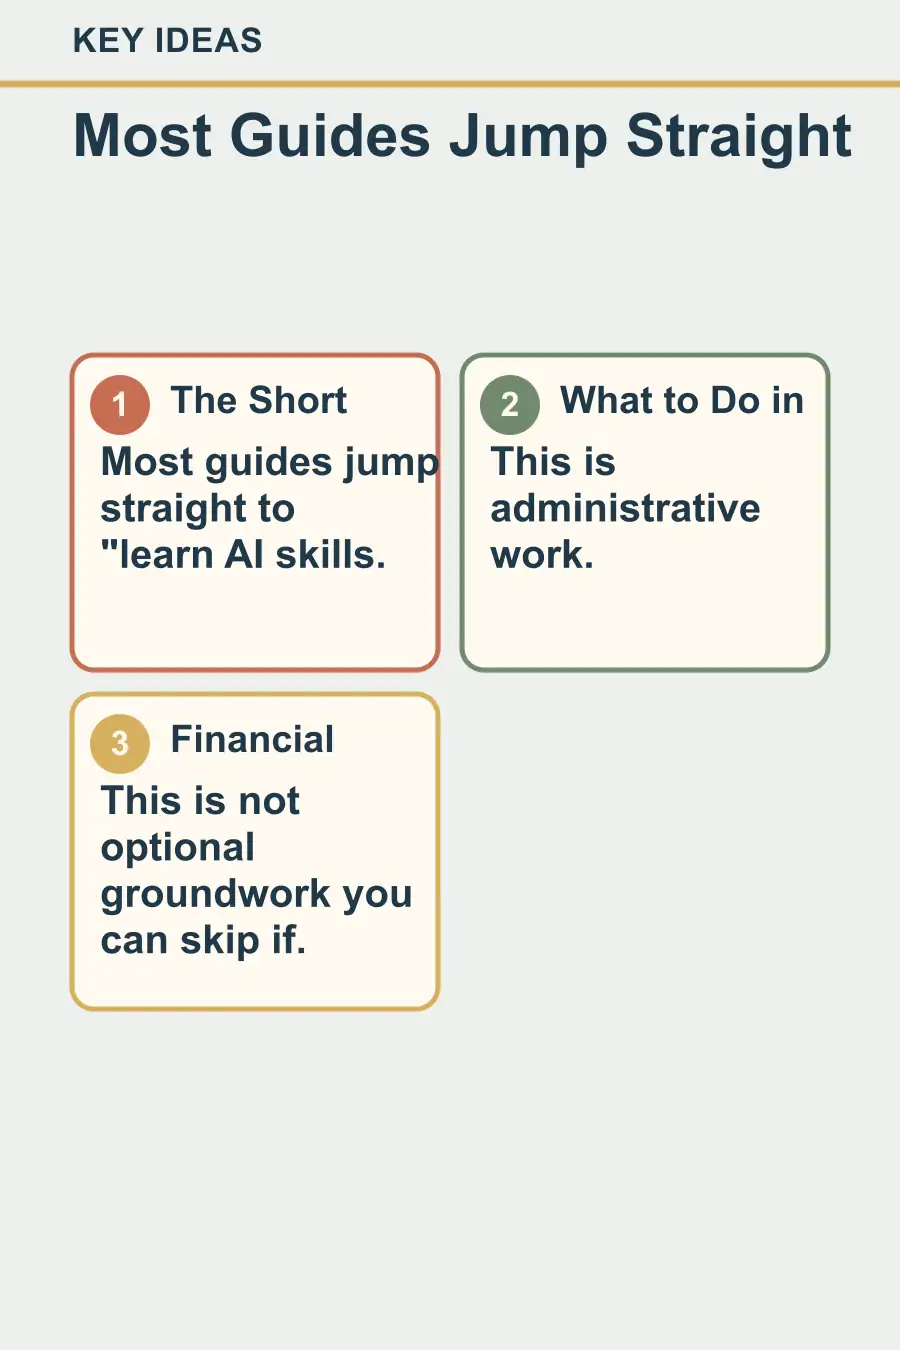 KEY IDEAS
Most Guides Jump Straight
1 The Short
Most guides jump
straight to
"learn AI skills.
2 What to Do in
This is
administrative
work.
3 Financial
This is not
optional
groundwork you
can skip if.